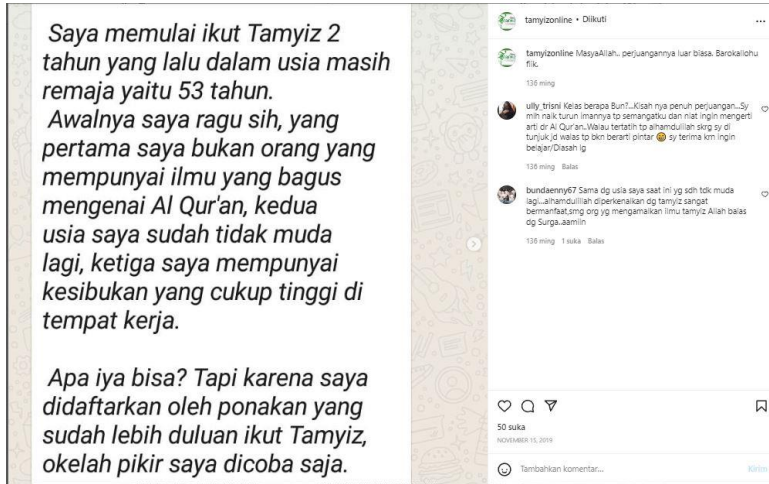 Saya memulai ikut Tamyiz 2
tahun yang lalu dalam usia masih
remaja yaitu 53 tahun.
Awalnya saya ragu sih, yang
pertama saya bukan orang yang
mempunyai ilmu yang bagus
mengenai Al Qur'an, kedua
usia saya sudah tidak muda
lagi, ketiga saya mempunyai
kesibukan yang cukup tinggi di
tempat kerja.
Apa iya bisa? Tapi karena saya
didaftarkan oleh ponakan yang
sudah lebih duluan ikut Tamyiz,
okelah pikir saya dicoba saja.
tamyizonline • Diikuti
tamyizonline MasyaAllah.. perjuangannya luar biasa. Barokallohu
fiik.
136 ming
ully_trisni Kelas berapa Bun?...Kisah nya penuh perjuangan...Sy
mih naik turun imannya tp semangatku dan niat ingin mengerti
arti dr Al Qur'an..Walau tertatih tp alhamdulilah skrg sy di
tunjuk jd walas tp bkn berarti pintar 😊 sy terima krn ingin
belajar/Diasah lg
136 ming Balas
bundaenny67 Sama dg usia saya saat ini yg sdh tdk muda
lagi...alhamdulillah diperkenalkan dg tamyiz sangat
bermanfaat,smg org yg mengamalkan ilmu tamyiz Allah balas
dg Surga..aamiin
136 ming 1 suka Balas
50 suka
NOVEMBER 15, 2019
Tambahkan komentar...
Kirim